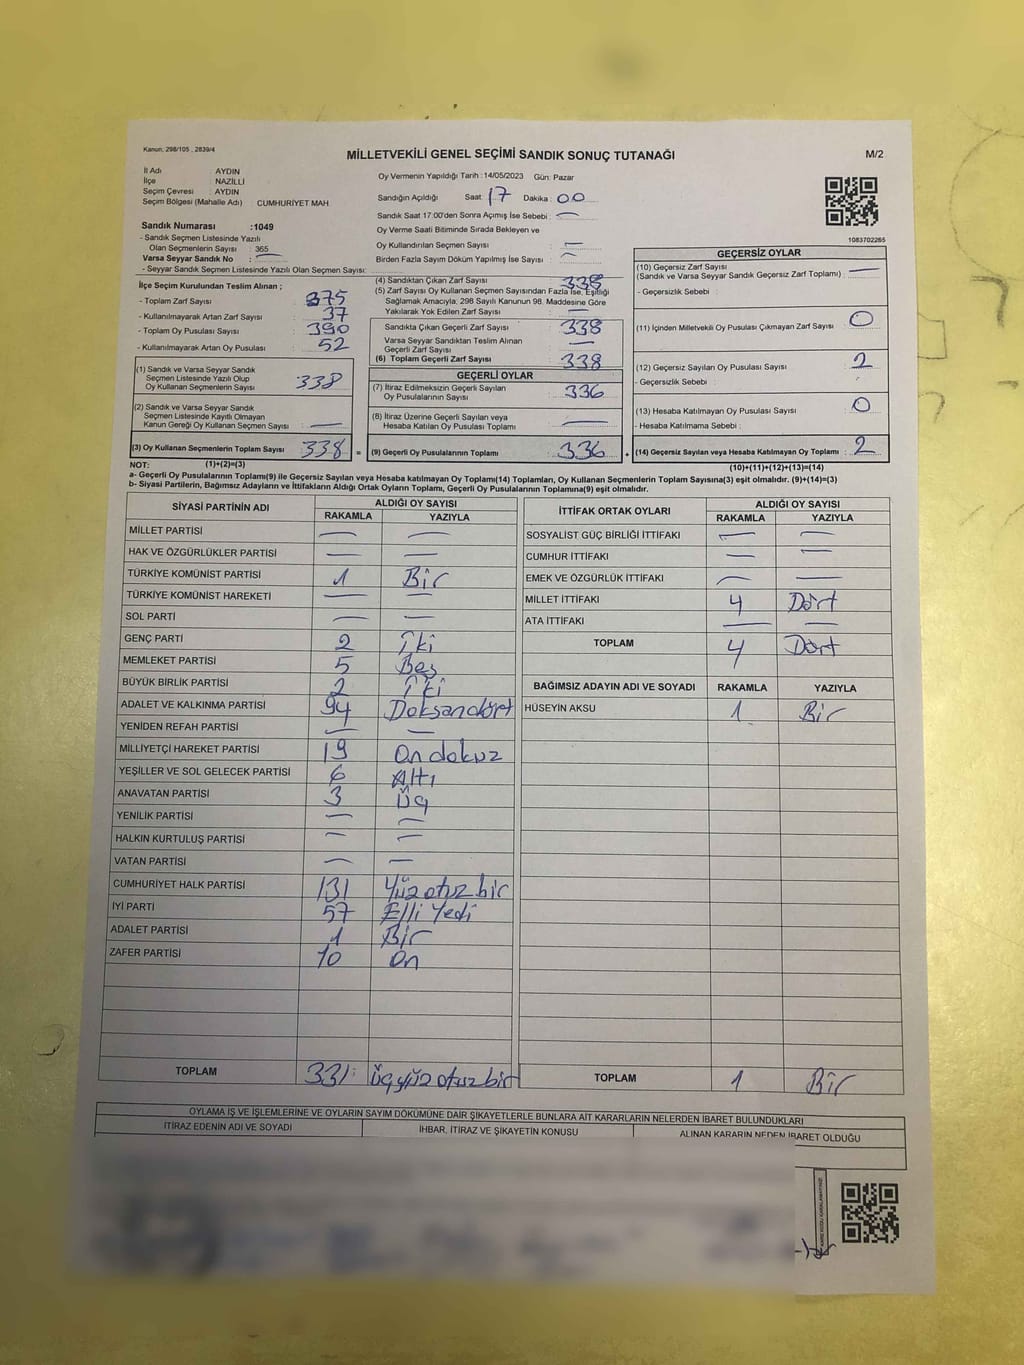 Kanun: 298/105 , 2839/4
MİLLETVEKİLİ GENEL SEÇİMİ SANDIK SONUÇ TUTANAĞI
M/2
İl Adı : AYDIN
İlçe : NAZİLLİ
Seçim Çevresi : AYDIN
Seçim Bölgesi (Mahalle Adı) CUMHURİYET MAH.
Sandık Numarası :1049
- Sandık Seçmen Listesinde Yazılı
Olan Seçmenlerin Sayısı : 365
Varsa Seyyar Sandık No : —
- Seyyar Sandık Seçmen Listesinde Yazılı Olan Seçmen Sayısı:
Oy Vermenin Yapıldığı Tarih :14/05/2023 Gün: Pazar
Sandığın Açıldığı Saat: 17 Dakika : 00
Sandık Saat 17:00'den Sonra Açımış İse Sebebi : —
Oy Verme Saati Bitiminde Sırada Bekleyen ve
Oy Kullandırılan Seçmen Sayısı : —
Birden Fazla Sayım Döküm Yapılmış İse Sayısı : —
1083702265
İlçe Seçim Kurulundan Teslim Alınan ;
- Toplam Zarf Sayısı : 375
- Kullanılmayarak Artan Zarf Sayısı : 37
- Toplam Oy Pusulası Sayısı : 390
- Kullanılmayarak Artan Oy Pusulası : 52
(1) Sandık ve Varsa Seyyar Sandık
Seçmen Listesinde Yazılı Olup
Oy Kullanan Seçmenlerin Sayısı : 338
(2) Sandık ve Varsa Seyyar Sandık
Seçmen Listesinde Kayıtlı Olmayan
Kanun Gereği Oy Kullanan Seçmen Sayısı : —
(3) Oy Kullanan Seçmenlerin Toplam Sayısı : 338 =
(4) Sandıktan Çıkan Zarf Sayısı : 338
(5) Zarf Sayısı Oy Kullanan Seçmen Sayısından Fazla İse, Eşitliği
Sağlamak Amacıyla; 298 Sayılı Kanunun 98. Maddesine Göre
Yakılarak Yok Edilen Zarf Sayısı : —
Sandıkta Çıkan Geçerli Zarf Sayısı : 338
Varsa Seyyar Sandıktan Teslim Alınan
Geçerli Zarf Sayısı : —
(6) Toplam Geçerli Zarf Sayısı : 338
GEÇERLİ OYLAR
(7) İtiraz Edilmeksizin Geçerli Sayılan
Oy Pusulalarının Sayısı : 336
(8) İtiraz Üzerine Geçerli Sayılan veya
Hesaba Katılan Oy Pusulası Toplamı : —
(9) Geçerli Oy Pusulalarının Toplamı : 336 +
GEÇERSİZ OYLAR
(10) Geçersiz Zarf Sayısı
(Sandık ve Varsa Seyyar Sandık Geçersiz Zarf Toplamı) : —
- Geçersizlik Sebebi :
(11) İçinden Milletvekili Oy Pusulası Çıkmayan Zarf Sayısı : 0
(12) Geçersiz Sayılan Oy Pusulası Sayısı : 2
- Geçersizlik Sebebi :
(13) Hesaba Katılmayan Oy Pusulası Sayısı : 0
- Hesaba Katılmama Sebebi :
(14) Geçersiz Sayılan veya Hesaba Katılmayan Oy Toplamı : 2
NOT: (1)+(2)=(3)
(10)+(11)+(12)+(13)=(14)
a- Geçerli Oy Pusulalarının Toplamı(9) ile Geçersiz Sayılan veya Hesaba katılmayan Oy Toplamı(14) Toplamları, Oy Kullanan Seçmenlerin Toplam Sayısına(3) eşit olmalıdır. (9)+(14)=(3)
b- Siyasi Partilerin, Bağımsız Adayların ve İttifakların Aldığı Ortak Oyların Toplamı, Geçerli Oy Pusulalarının Toplamına(9) eşit olmalıdır.
SİYASİ PARTİNİN ADI ALDIĞI OY SAYISI
RAKAMLA YAZIYLA
MİLLET PARTİSİ — —
HAK VE ÖZGÜRLÜKLER PARTİSİ — —
TÜRKİYE KOMÜNİST PARTİSİ 1 Bir
TÜRKİYE KOMÜNİST HAREKETİ — —
SOL PARTİ — —
GENÇ PARTİ 2 İki
MEMLEKET PARTİSİ 5 Beş
BÜYÜK BİRLİK PARTİSİ 2 İki
ADALET VE KALKINMA PARTİSİ 94 Doksandört
YENİDEN REFAH PARTİSİ — —
MİLLİYETÇİ HAREKET PARTİSİ 19 On dokuz
YEŞİLLER VE SOL GELECEK PARTİSİ 6 Altı
ANAVATAN PARTİSİ 3 Üç
YENİLİK PARTİSİ — —
HALKIN KURTULUŞ PARTİSİ — —
VATAN PARTİSİ — —
CUMHURİYET HALK PARTİSİ 131 Yüz otuz bir
İYİ PARTİ 57 Elli Yedi
ADALET PARTİSİ 1 Bir
ZAFER PARTİSİ 10 On
TOPLAM 331 Üçyüz otuz bir
İTTİFAK ORTAK OYLARI ALDIĞI OY SAYISI
RAKAMLA YAZIYLA
SOSYALİST GÜÇ BİRLİĞİ İTTİFAKI — —
CUMHUR İTTİFAKI — —
EMEK VE ÖZGÜRLÜK İTTİFAKI — —
MİLLET İTTİFAKI 4 Dört
ATA İTTİFAKI — —
TOPLAM 4 Dört
BAĞIMSIZ ADAYIN ADI VE SOYADI RAKAMLA YAZIYLA
HÜSEYİN AKSU 1 Bir
TOPLAM 1 Bir
OYLAMA İŞ VE İŞLEMLERİNE VE OYLARIN SAYIM DÖKÜMÜNE DAİR ŞİKAYETLERLE BUNLARA AİT KARARLARIN NELERDEN İBARET BULUNDUKLARI
İTİRAZ EDENİN ADI VE SOYADI İHBAR, İTİRAZ VE ŞİKAYETİN KONUSU ALINAN KARARIN NEDEN İBARET OLDUĞU